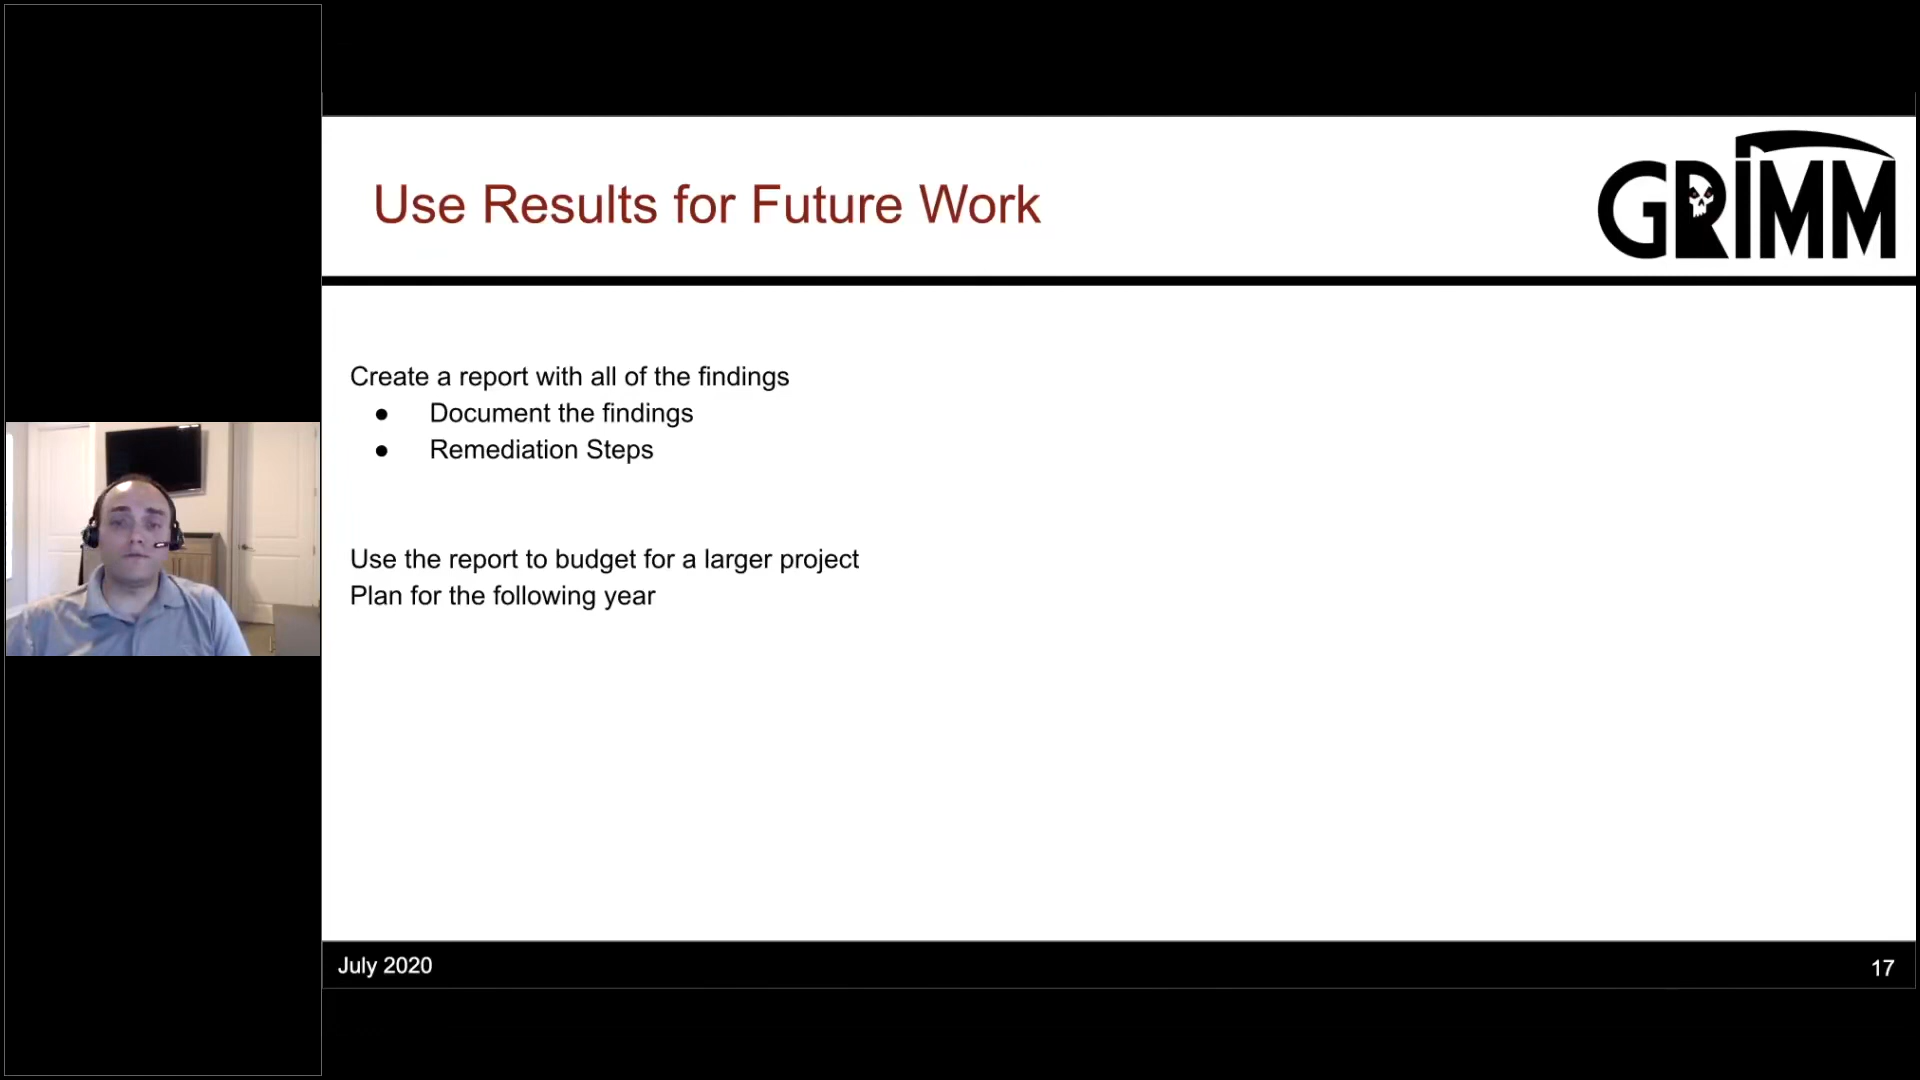 Use Results for Future Work
GRIMM
Create a report with all of the findings
● Document the findings
● Remediation Steps
Use the report to budget for a larger project
Plan for the following year
July 2020
17